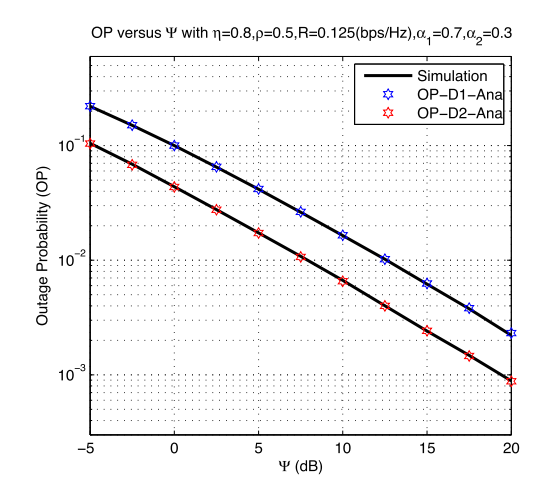 OP versus Ψ with η=0.8,ρ=0.5,R=0.125(bps/Hz),α₁=0.7,α₂=0.3
Simulation
OP-D1-Ana
OP-D2-Ana
Outage Probability (OP)
10⁻¹
10⁻²
10⁻³
−5 0 5 10 15 20
Ψ (dB)